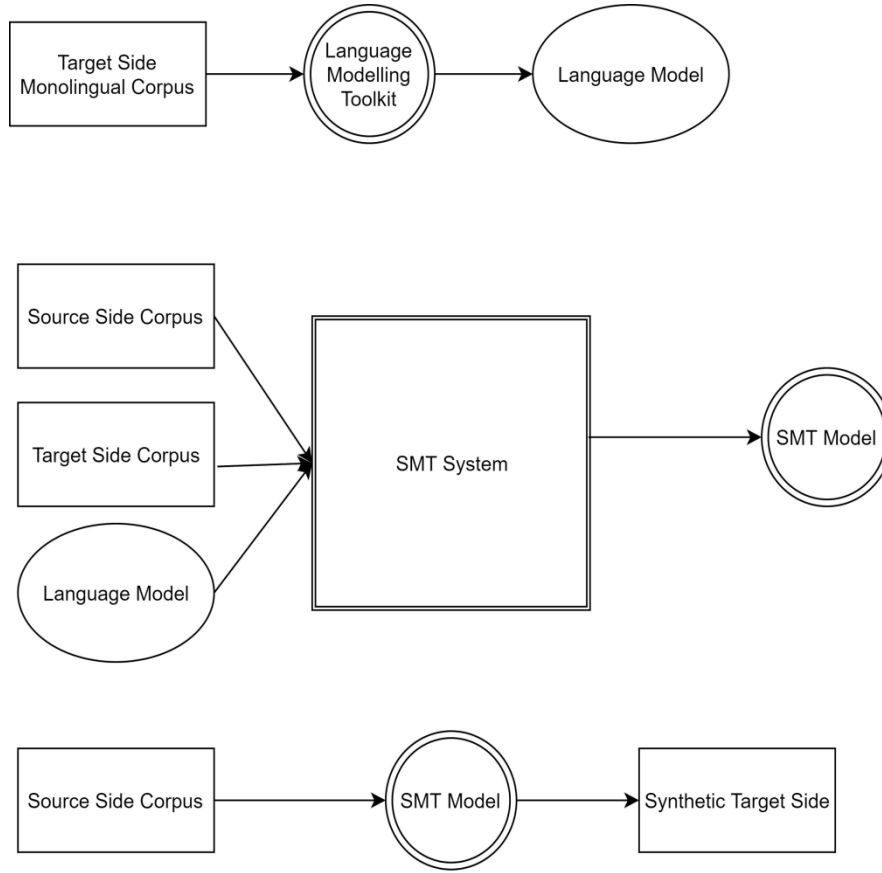 Target Side
Monolingual Corpus
Language
Modelling
Toolkit
Language Model
Source Side Corpus
Target Side Corpus
Language Model
SMT System
SMT Model
Source Side Corpus
SMT Model
Synthetic Target Side